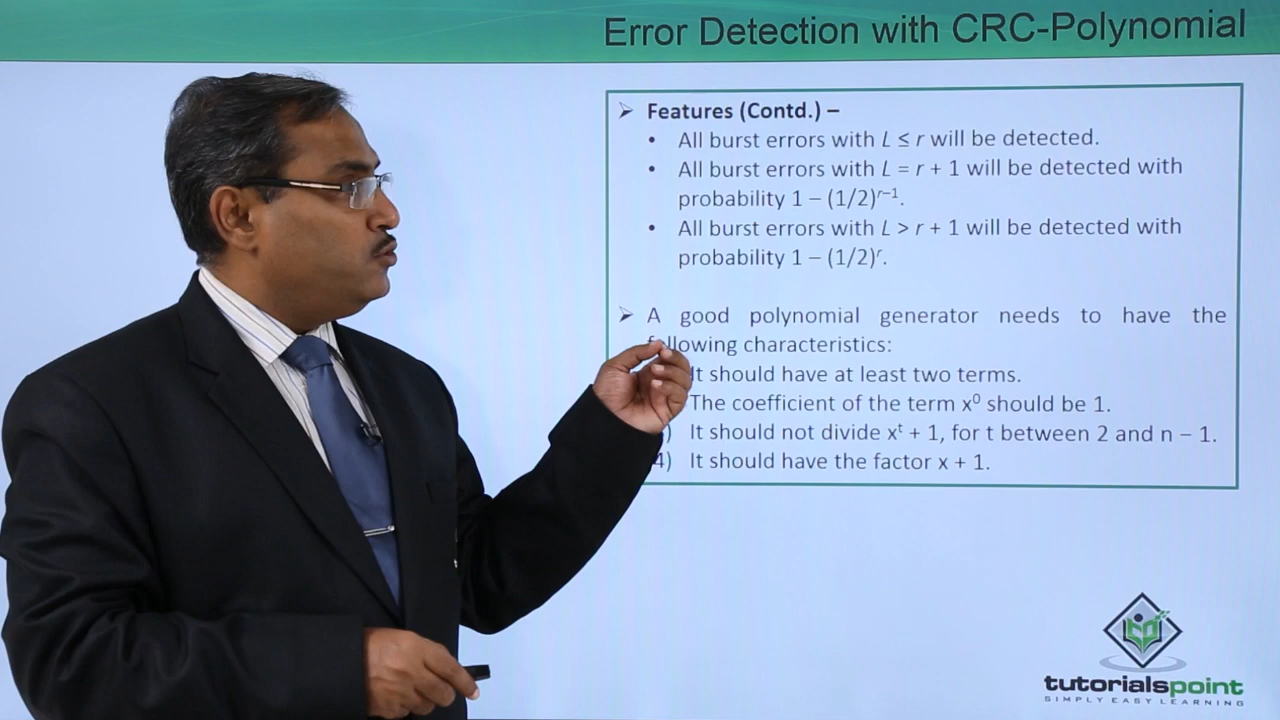 Error Detection with CRC-Polynomial
➢ Features (Contd.) –
• All burst errors with L ≤ r will be detected.
• All burst errors with L = r + 1 will be detected with
probability 1 – (1/2)ʳ⁻¹.
• All burst errors with L > r + 1 will be detected with
probability 1 – (1/2)ʳ.
➢ A good polynomial generator needs to have the
following characteristics:
It should have at least two terms.
The coefficient of the term x⁰ should be 1.
) It should not divide xᵗ + 1, for t between 2 and n – 1.
4) It should have the factor x + 1.
tutorialspoint
SIMPLY EASY LEARNING